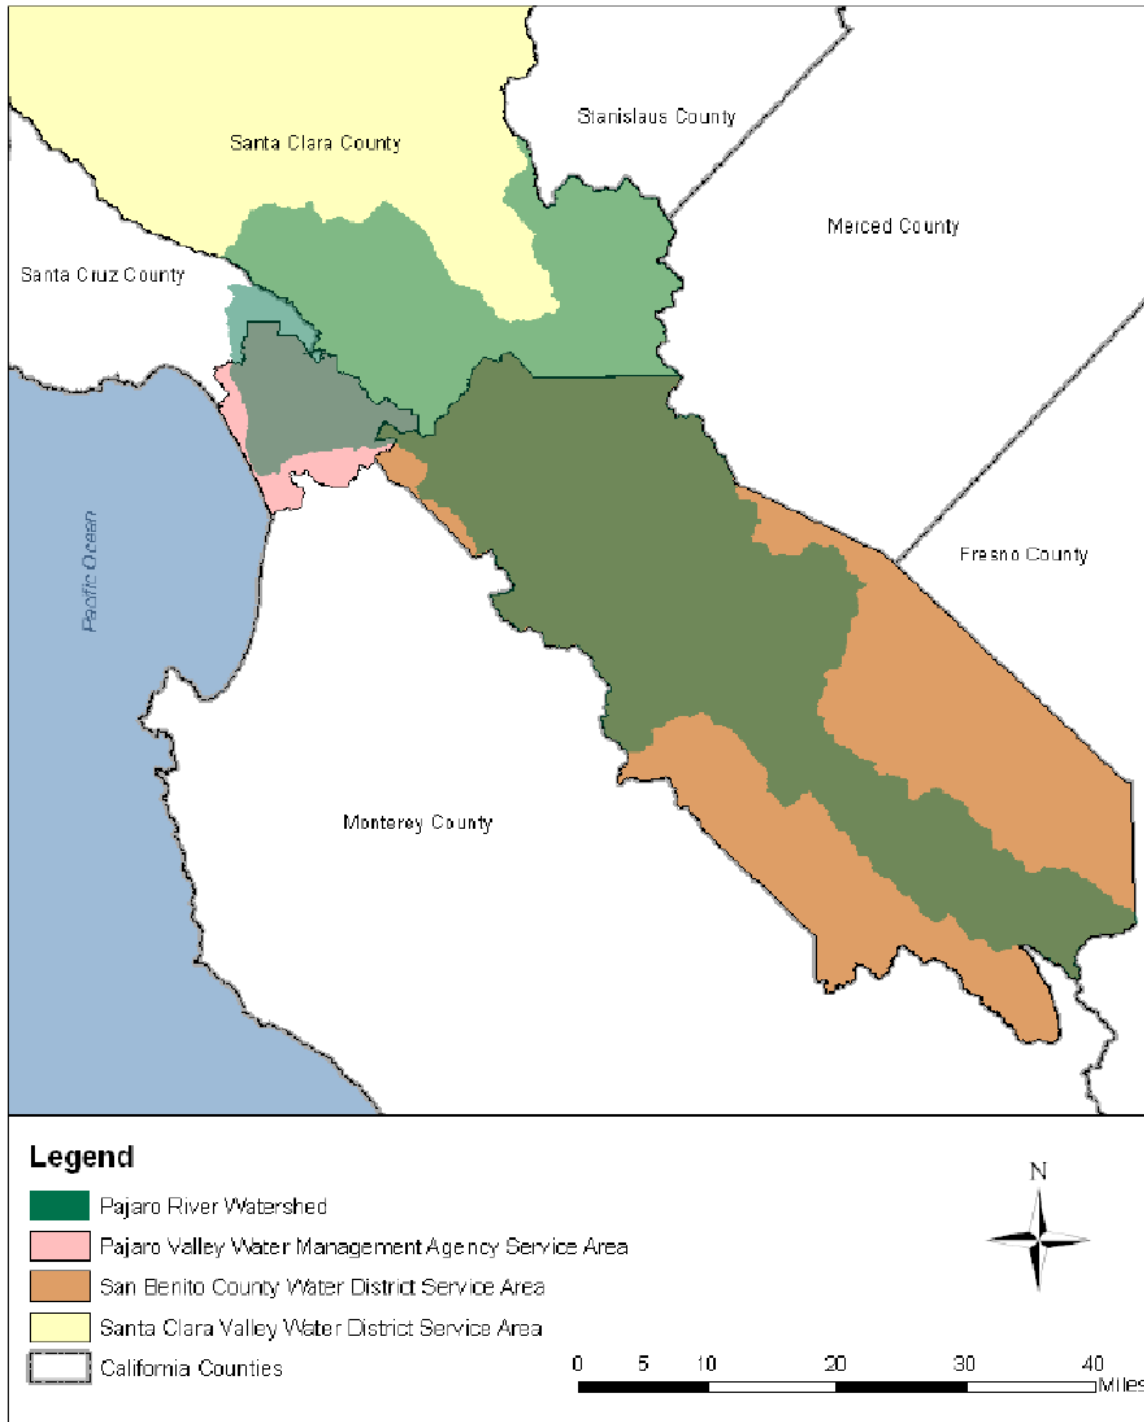 Stanislaus County
Santa Clara County
Merced County
Santa Cruz County
Pacific Ocean
Fresno County
Monterey County
Legend
Pajaro River Watershed
Pajaro Valley Water Management Agency Service Area
San Benito County Water District Service Area
Santa Clara Valley Water District Service Area
California Counties
N
0 5 10 20 30 40
Miles